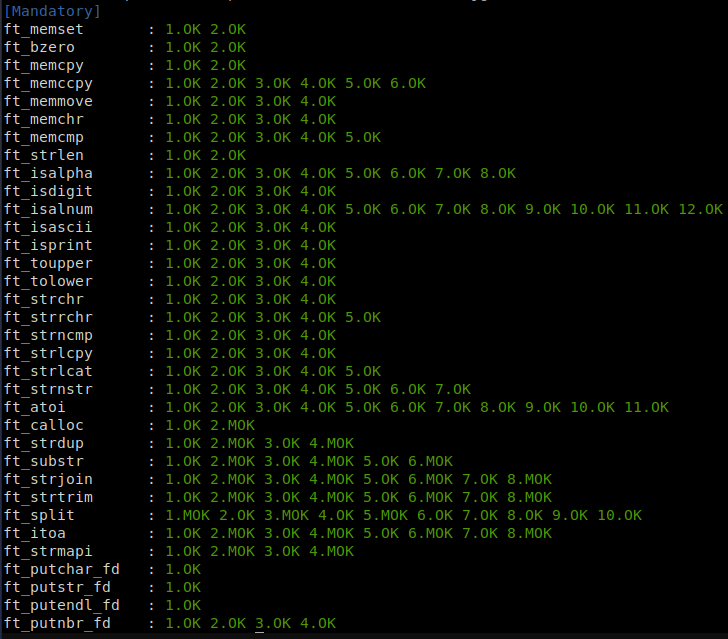 [Mandatory]
ft_memset : 1.OK 2.OK
ft_bzero : 1.OK 2.OK
ft_memcpy : 1.OK 2.OK
ft_memccpy : 1.OK 2.OK 3.OK 4.OK 5.OK 6.OK
ft_memmove : 1.OK 2.OK 3.OK 4.OK
ft_memchr : 1.OK 2.OK 3.OK 4.OK
ft_memcmp : 1.OK 2.OK 3.OK 4.OK 5.OK
ft_strlen : 1.OK 2.OK
ft_isalpha : 1.OK 2.OK 3.OK 4.OK 5.OK 6.OK 7.OK 8.OK
ft_isdigit : 1.OK 2.OK 3.OK 4.OK
ft_isalnum : 1.OK 2.OK 3.OK 4.OK 5.OK 6.OK 7.OK 8.OK 9.OK 10.OK 11.OK 12.OK
ft_isascii : 1.OK 2.OK 3.OK 4.OK
ft_isprint : 1.OK 2.OK 3.OK 4.OK
ft_toupper : 1.OK 2.OK 3.OK 4.OK
ft_tolower : 1.OK 2.OK 3.OK 4.OK
ft_strchr : 1.OK 2.OK 3.OK 4.OK
ft_strrchr : 1.OK 2.OK 3.OK 4.OK 5.OK
ft_strncmp : 1.OK 2.OK 3.OK 4.OK
ft_strlcpy : 1.OK 2.OK 3.OK 4.OK
ft_strlcat : 1.OK 2.OK 3.OK 4.OK 5.OK
ft_strnstr : 1.OK 2.OK 3.OK 4.OK 5.OK 6.OK 7.OK
ft_atoi : 1.OK 2.OK 3.OK 4.OK 5.OK 6.OK 7.OK 8.OK 9.OK 10.OK 11.OK
ft_calloc : 1.OK 2.MOK
ft_strdup : 1.OK 2.MOK 3.OK 4.MOK
ft_substr : 1.OK 2.MOK 3.OK 4.MOK 5.OK 6.MOK
ft_strjoin : 1.OK 2.MOK 3.OK 4.MOK 5.OK 6.MOK 7.OK 8.MOK
ft_strtrim : 1.OK 2.MOK 3.OK 4.MOK 5.OK 6.MOK 7.OK 8.MOK
ft_split : 1.MOK 2.OK 3.MOK 4.OK 5.MOK 6.OK 7.OK 8.OK 9.OK 10.OK
ft_itoa : 1.OK 2.MOK 3.OK 4.MOK 5.OK 6.MOK 7.OK 8.MOK
ft_strmapi : 1.OK 2.MOK 3.OK 4.MOK
ft_putchar_fd : 1.OK
ft_putstr_fd : 1.OK
ft_putendl_fd : 1.OK
ft_putnbr_fd : 1.OK 2.OK 3.OK 4.OK